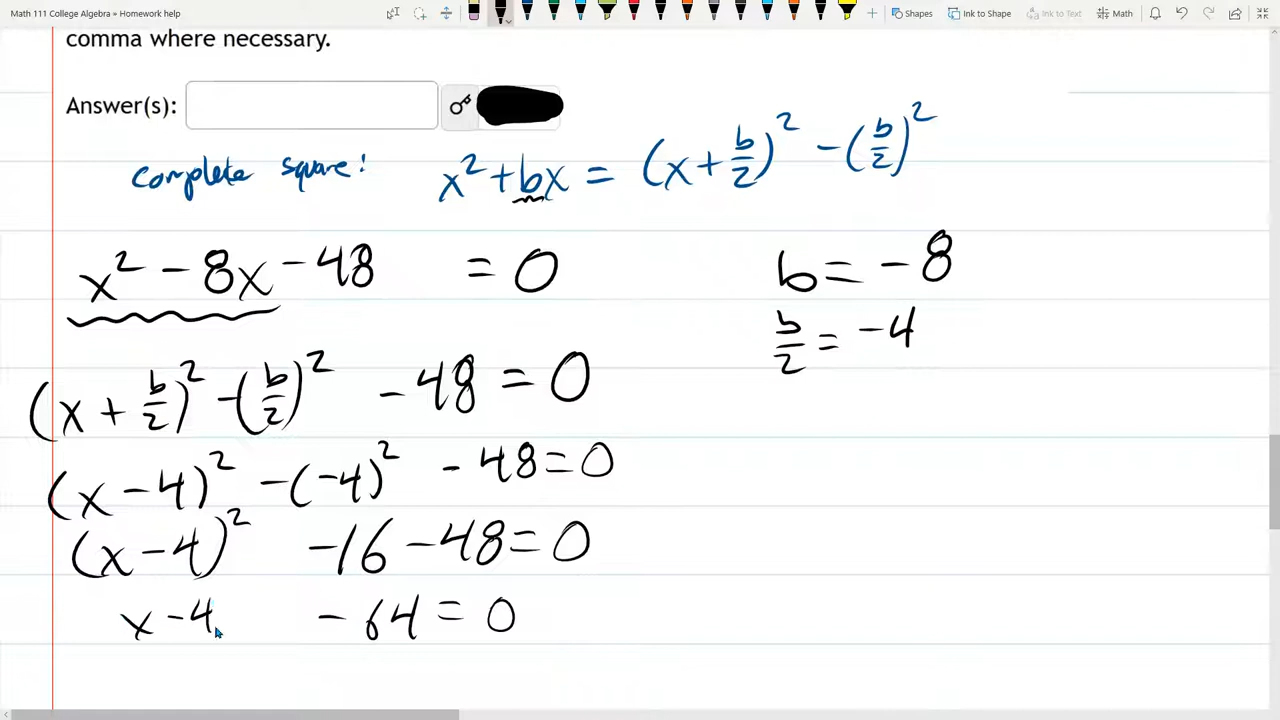 Math 111 College Algebra » Homework help
Shapes Ink to Shape Ink to Text Math
comma where necessary.
Answer(s):
complete square! x² + bx = (x + b/2)² - (b/2)²
x² - 8x - 48 = 0
b = -8
b/2 = -4
(x + b/2)² - (b/2)² - 48 = 0
(x - 4)² - (-4)² - 48 = 0
(x - 4)² - 16 - 48 = 0
x - 4 - 64 = 0